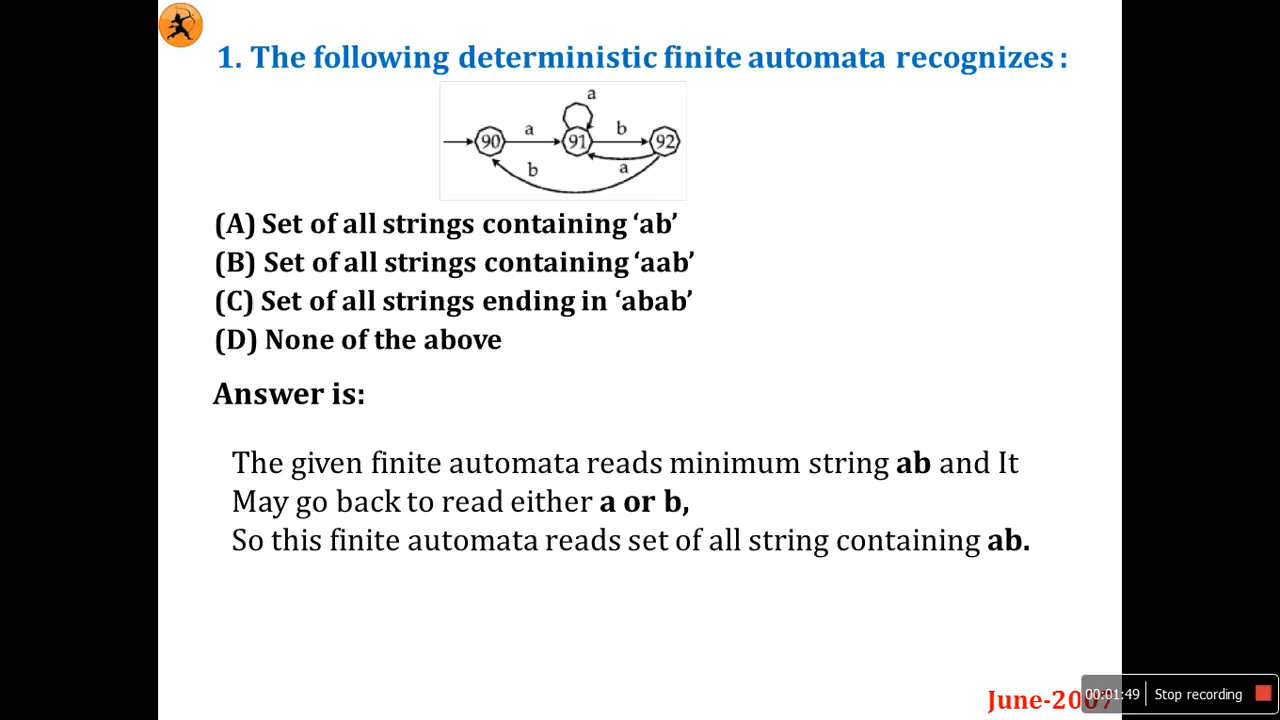 1. The following deterministic finite automata recognizes :
a
90 a 91 b 92
b a
(A) Set of all strings containing ‘ab’
(B) Set of all strings containing ‘aab’
(C) Set of all strings ending in ‘abab’
(D) None of the above
Answer is:
The given finite automata reads minimum string ab and It
May go back to read either a or b,
So this finite automata reads set of all string containing ab.
June-2007
00:01:49 Stop recording